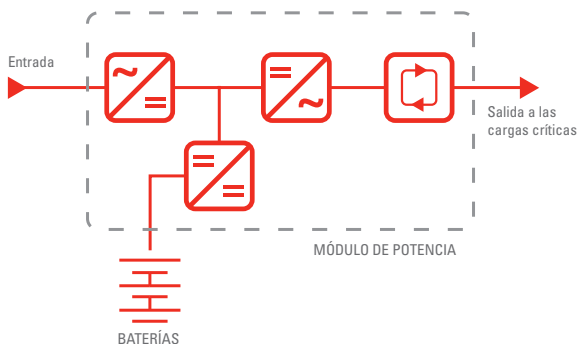 Entrada
Salida a las
cargas críticas
MÓDULO DE POTENCIA
BATERÍAS